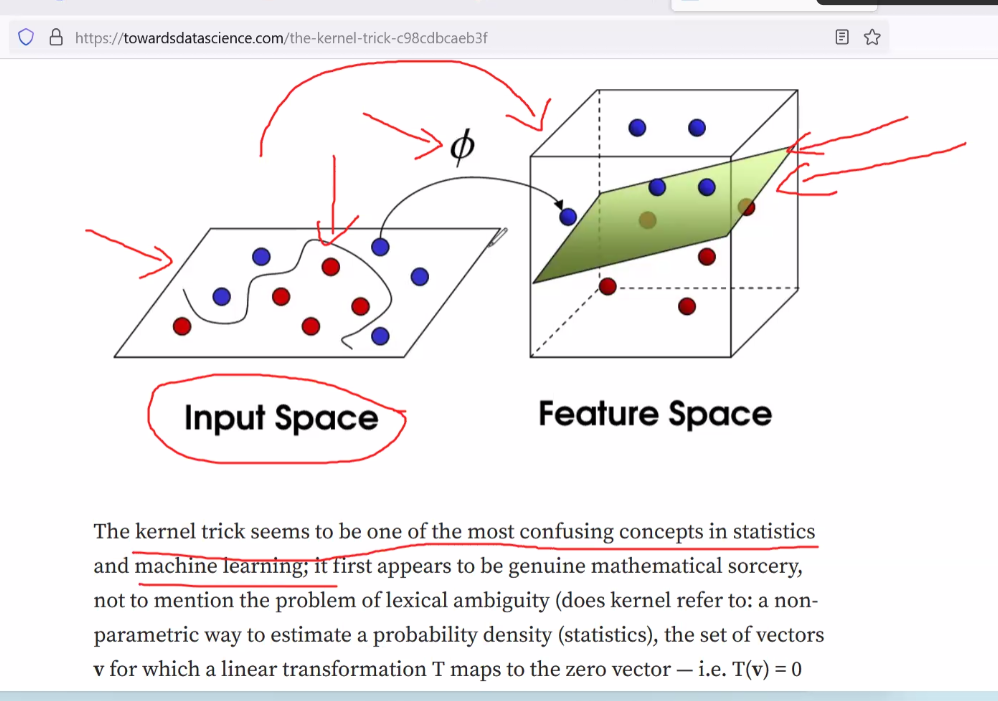 https://towardsdatascience.com/the-kernel-trick-c98cdbcaeb3f
ϕ
Input Space
Feature Space
The kernel trick seems to be one of the most confusing concepts in statistics
and machine learning; it first appears to be genuine mathematical sorcery,
not to mention the problem of lexical ambiguity (does kernel refer to: a non-
parametric way to estimate a probability density (statistics), the set of vectors
v for which a linear transformation T maps to the zero vector — i.e. T(v) = 0